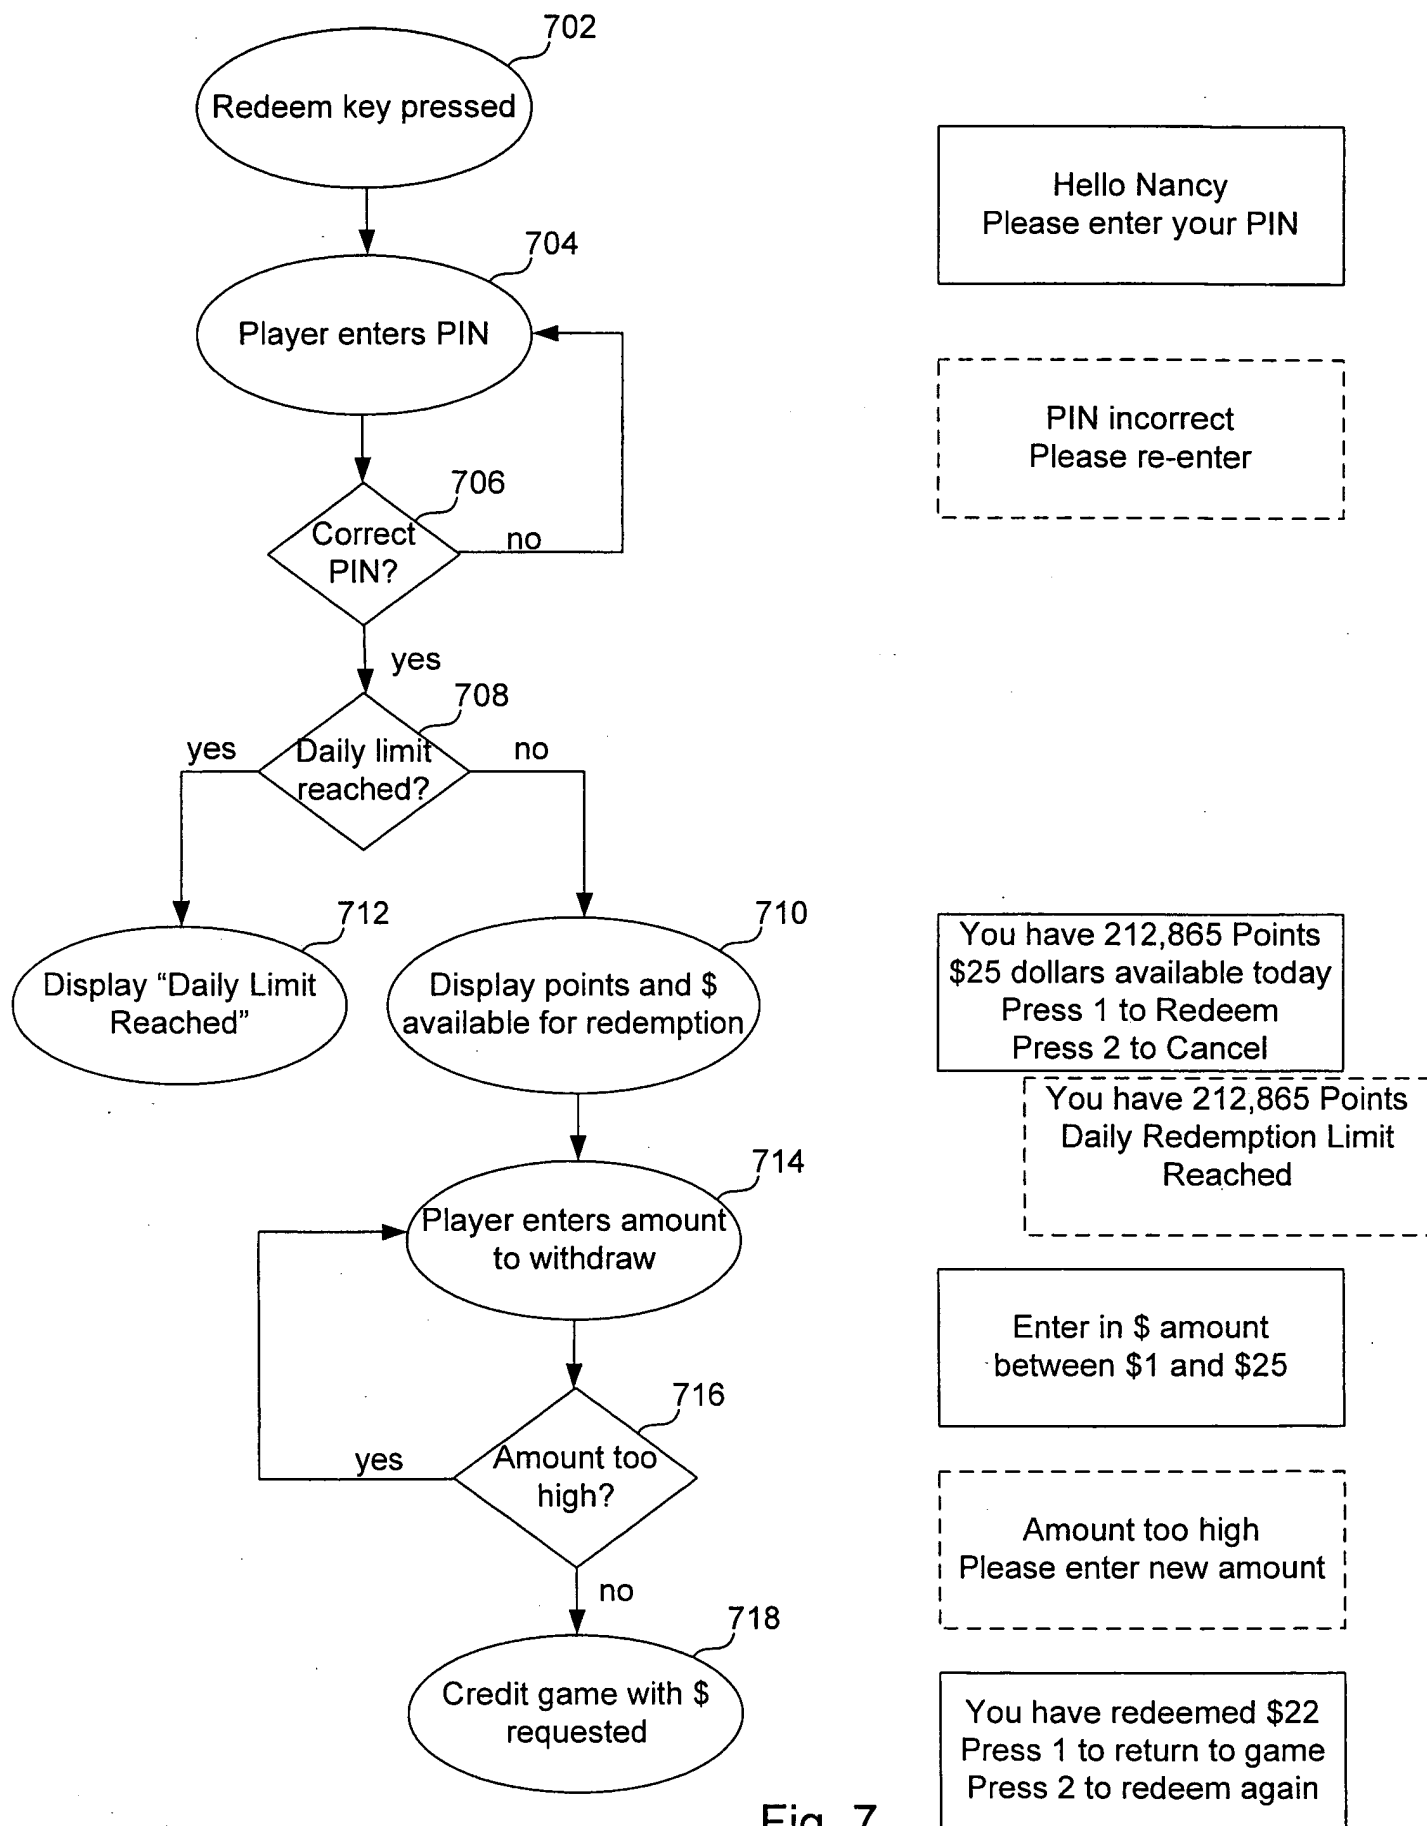 702
Redeem key pressed
Hello Nancy
Please enter your PIN
704
Player enters PIN
PIN incorrect
Please re-enter
706
Correct
PIN?
no
yes
708
Daily limit
reached?
yes
no
712
Display “Daily Limit
Reached”
710
Display points and $
available for redemption
You have 212,865 Points
$25 dollars available today
Press 1 to Redeem
Press 2 to Cancel
You have 212,865 Points
Daily Redemption Limit
Reached
714
Player enters amount
to withdraw
Enter in $ amount
between $1 and $25
716
Amount too
high?
yes
no
Amount too high
Please enter new amount
718
Credit game with $
requested
You have redeemed $22
Press 1 to return to game
Press 2 to redeem again
Fig. 7